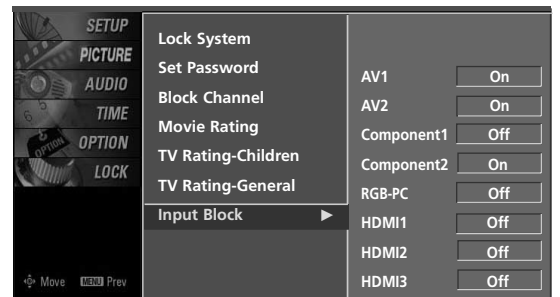 SETUP
PICTURE
AUDIO
TIME
OPTION
LOCK
Move MENU Prev
Lock System
Set Password
Block Channel
Movie Rating
TV Rating-Children
TV Rating-General
Input Block ►
AV1 On
AV2 On
Component1 Off
Component2 On
RGB-PC Off
HDMI1 Off
HDMI2 Off
HDMI3 Off